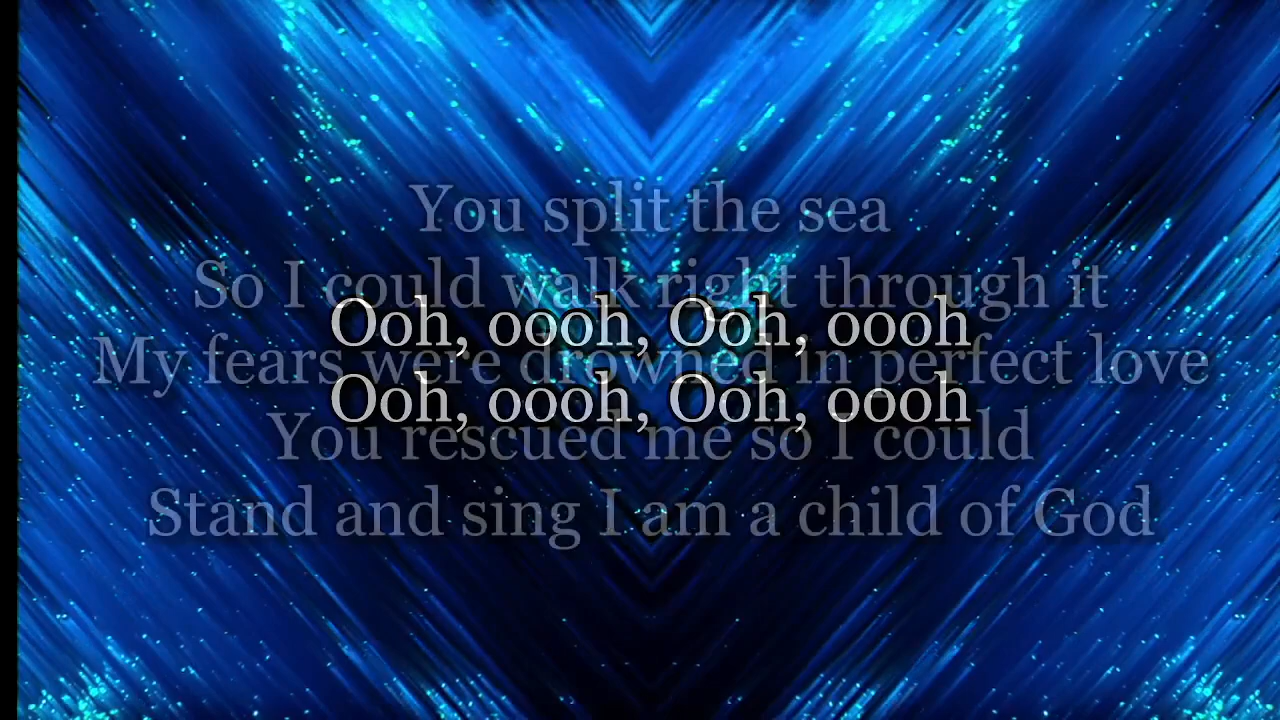 You split the sea
So I could walk right through it
Ooh, oooh, Ooh, oooh
My fears were drowned in perfect love
Ooh, oooh, Ooh, oooh
You rescued me so I could
Stand and sing I am a child of God